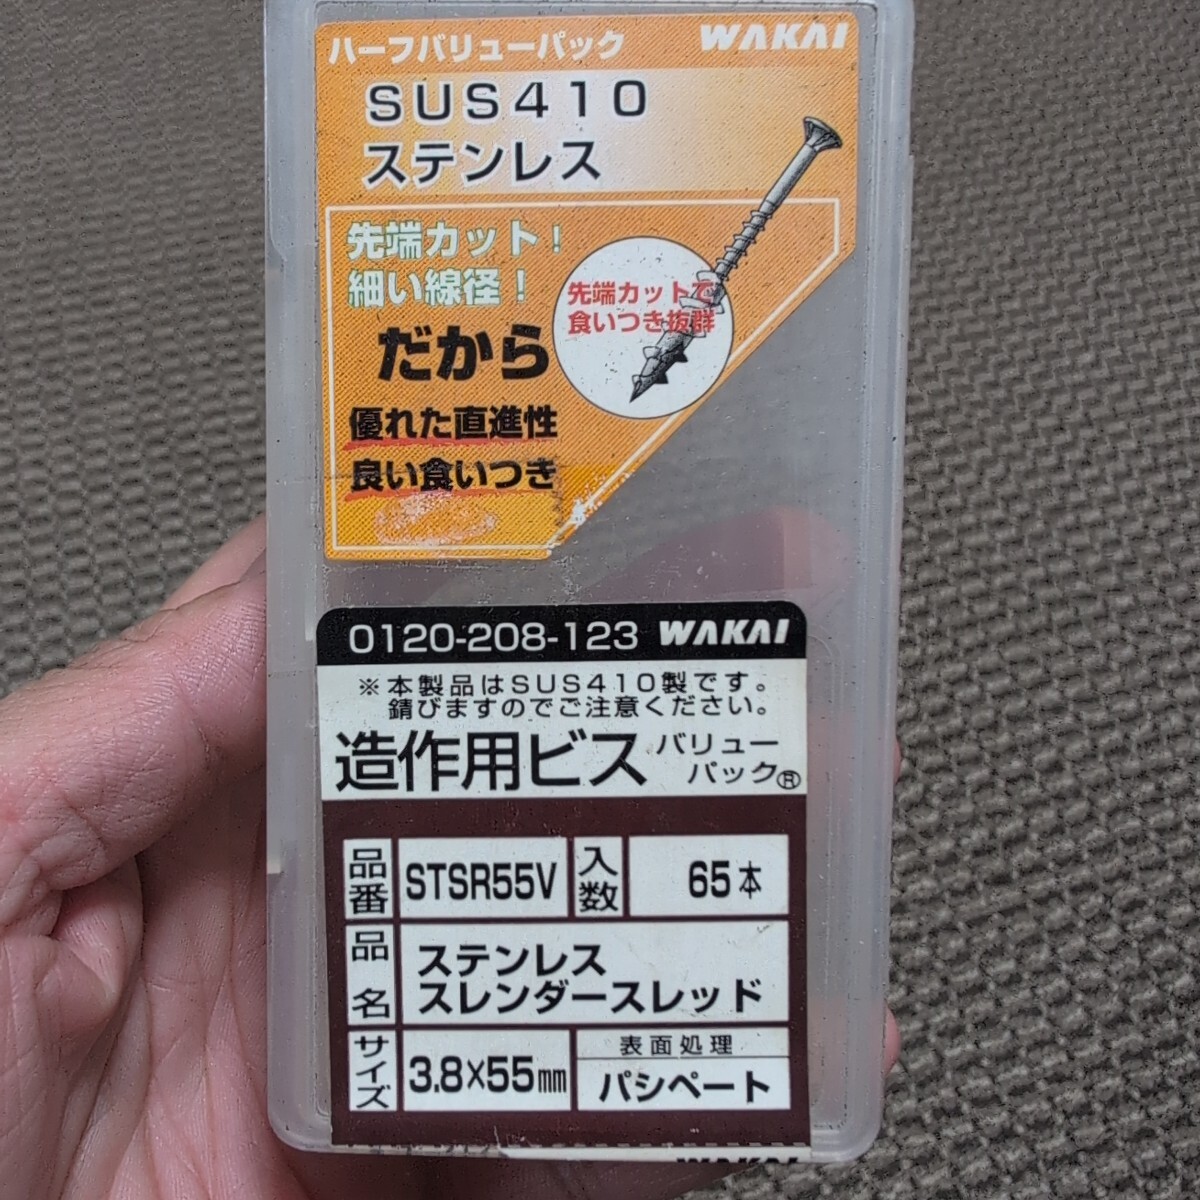 ハーフバリューパック WAKAI
SUS410
ステンレス
先端カット!
細い線径!
だから
優れた直進性
良い食いつき
先端カットで
食いつき抜群
0120-208-123 WAKAI
※本製品はSUS410製です。
錆びますのでご注意ください。
造作用ビス バリューパック®
品番 STSR55V 入数 65本
品名 ステンレス
スレンダースレッド
サイズ 3.8×55mm 表面処理
パシペート
WAKAI